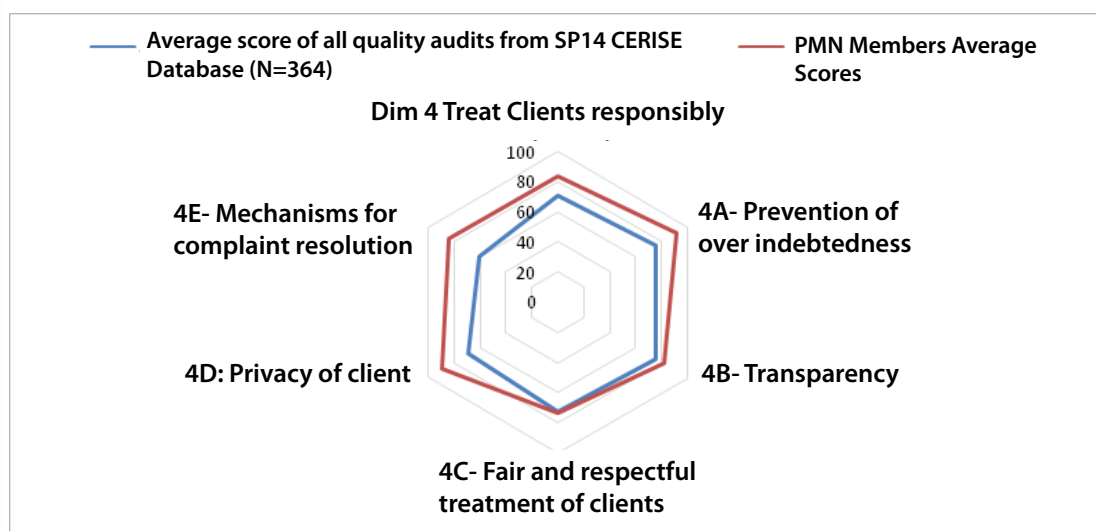 Average score of all quality audits from SP14 CERISE
Database (N=364)
PMN Members Average
Scores
Dim 4 Treat Clients responsibly
100
80
60
40
20
0
4A- Prevention of
over indebtedness
4B- Transparency
4C- Fair and respectful
treatment of clients
4D: Privacy of client
4E- Mechanisms for
complaint resolution